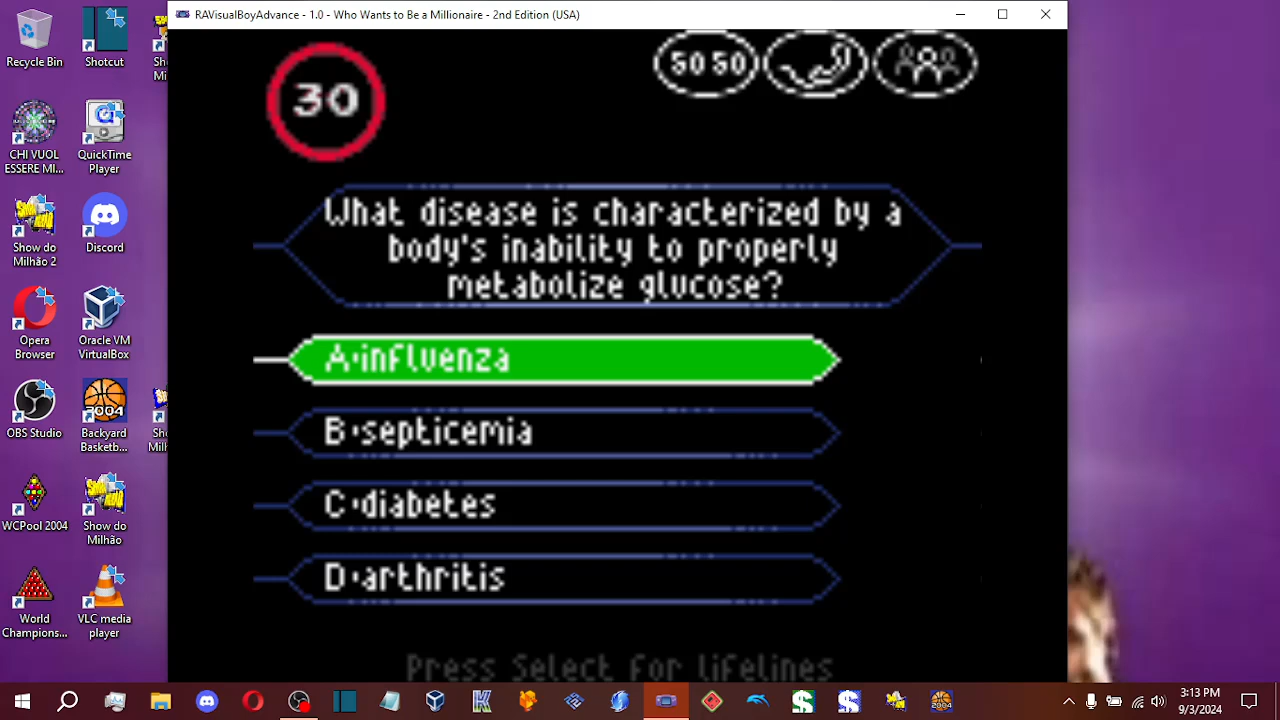 RAVisualBoyAdvance - 1.0 - Who Wants to Be a Millionaire - 2nd Edition (USA)
Recycle Bin
Shotcut
CHI VUOL
ESSERE MI...
QuickTime
Player
Show do
Milhão 2
Discord
Opera
Browser
Oracle VM
VirtualBox
OBS Studio
Backyard
Basketb...
WCPool 2004
Show do
Milhão
World
Champions...
VLC media
player
30
50 50
What disease is characterized by a
body's inability to properly
metabolize glucose?
A·influenza
B·septicemia
C·diabetes
D·arthritis
Press Select for lifelines
3:13 PM
9/3/2024